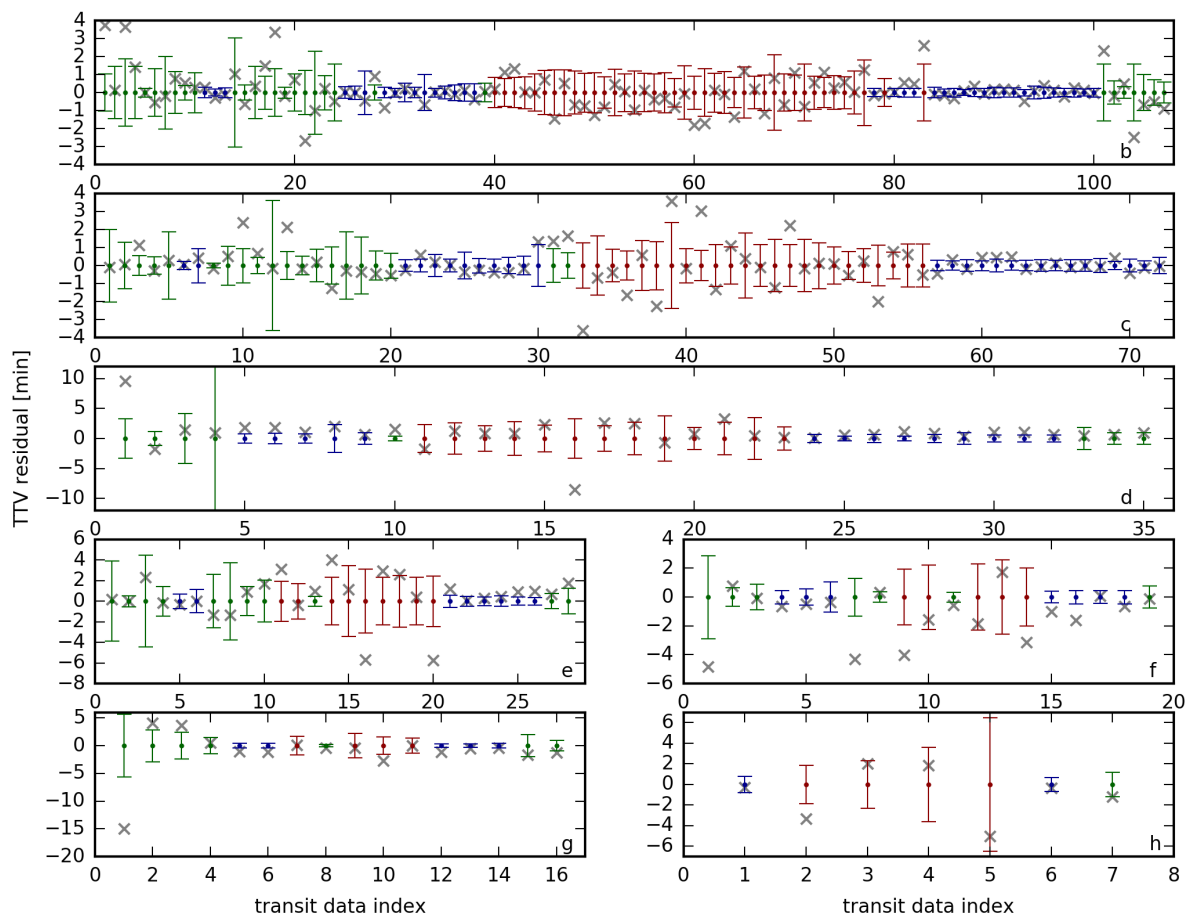 4
3
2
1
0
−1
−2
−3
−4
b
0 20 40 60 80 100
4
3
2
1
0
−1
−2
−3
−4
c
0 10 20 30 40 50 60 70
TTV residual [min]
10
5
0
−5
−10
d
0 5 10 15 20 25 30 35
6
4
2
0
−2
−4
−6
−8
e
0 5 10 15 20 25
4
2
0
−2
−4
−6
f
0 5 10 15 20
5
0
−5
−10
−15
−20
g
0 2 4 6 8 10 12 14 16
transit data index
6
4
2
0
−2
−4
−6
h
0 1 2 3 4 5 6 7 8
transit data index